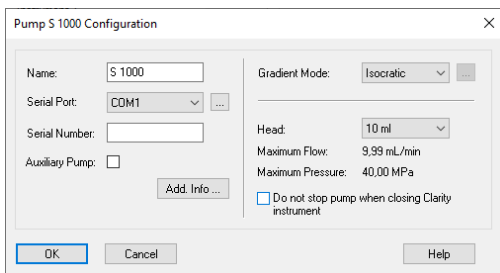 Pump S 1000 Configuration
Name:
S 1000
Serial Port:
COM1
...
Serial Number:
Auxiliary Pump:
Add. Info ...
Gradient Mode:
Isocratic
...
Head:
10 ml
Maximum Flow:
9,99 mL/min
Maximum Pressure:
40,00 MPa
Do not stop pump when closing Clarity
instrument
OK
Cancel
Help